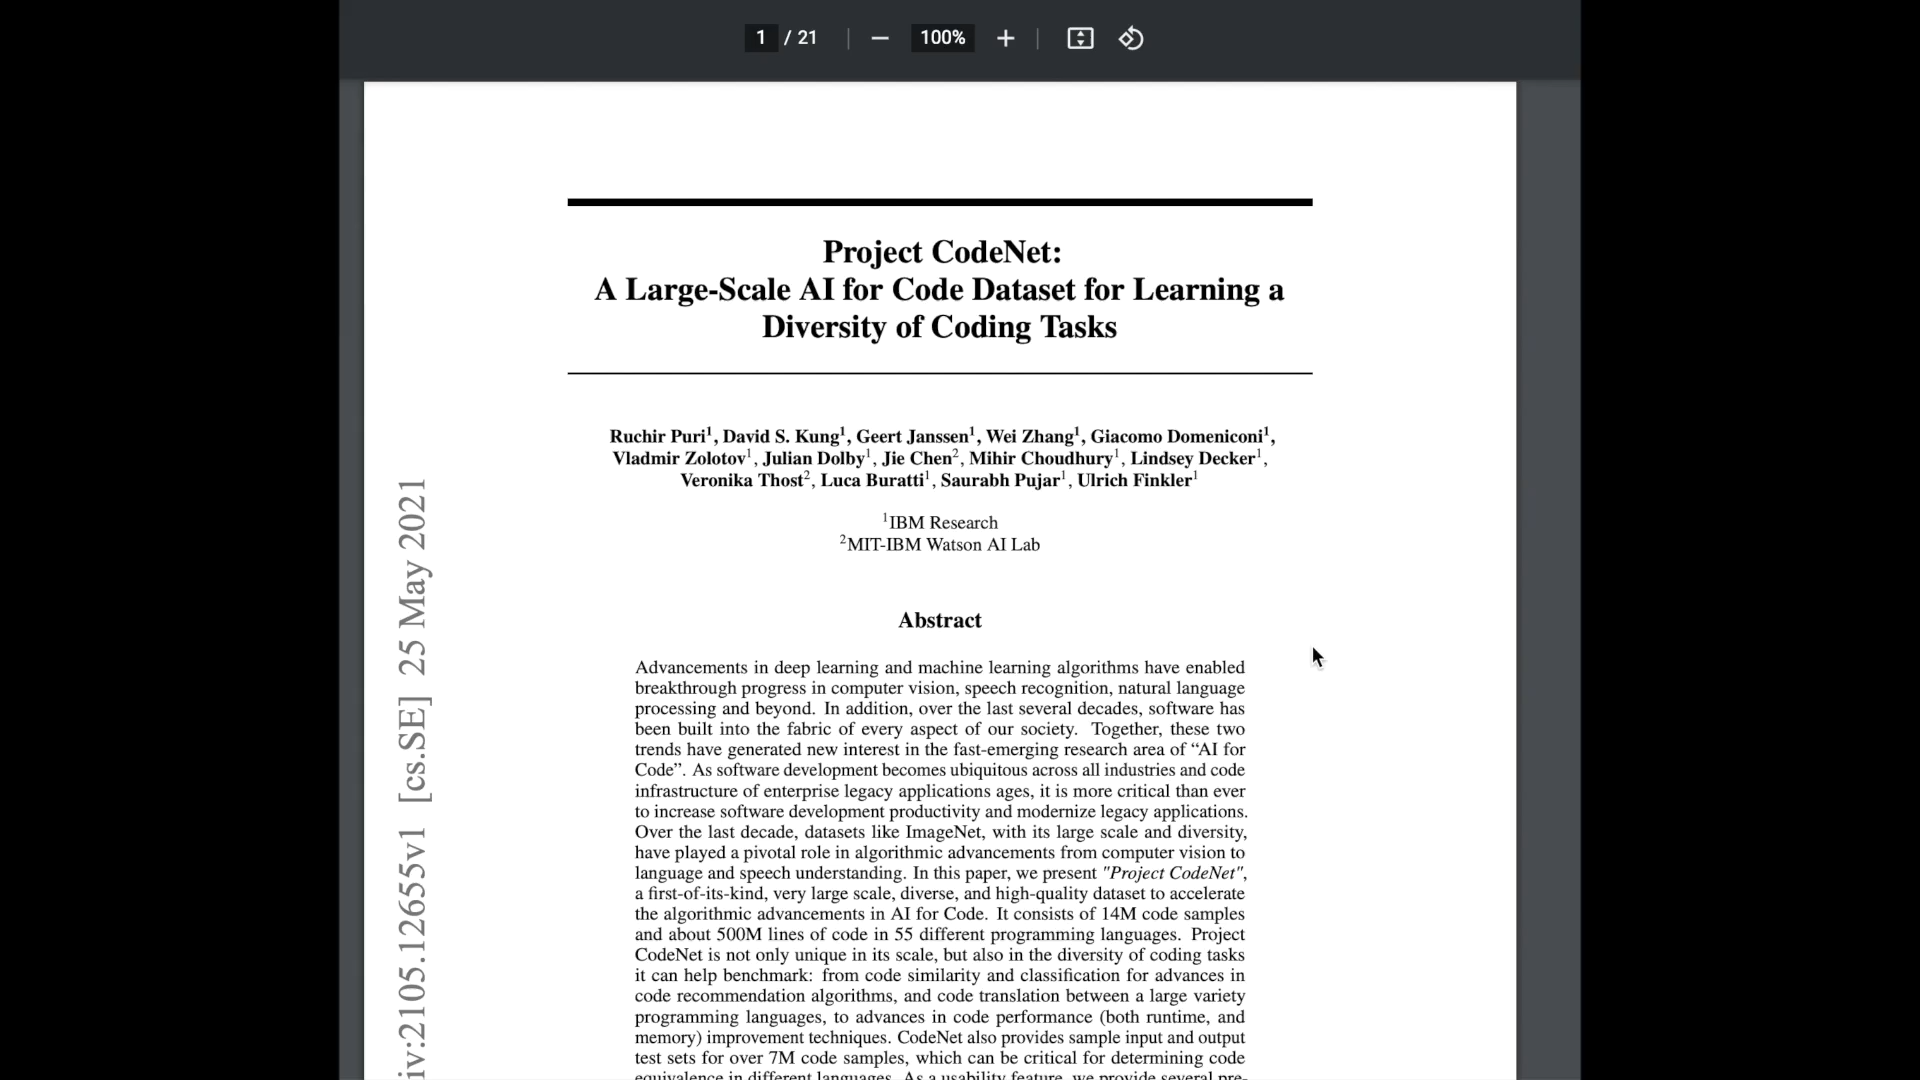 1 / 21
100%
Project CodeNet:
A Large-Scale AI for Code Dataset for Learning a
Diversity of Coding Tasks
Ruchir Puri¹, David S. Kung¹, Geert Janssen¹, Wei Zhang¹, Giacomo Domeniconi¹,
Vladmir Zolotov¹, Julian Dolby¹, Jie Chen², Mihir Choudhury¹, Lindsey Decker¹,
Veronika Thost², Luca Buratti¹, Saurabh Pujar¹, Ulrich Finkler¹
¹IBM Research
²MIT-IBM Watson AI Lab
Abstract
Advancements in deep learning and machine learning algorithms have enabled
breakthrough progress in computer vision, speech recognition, natural language
processing and beyond. In addition, over the last several decades, software has
been built into the fabric of every aspect of our society. Together, these two
trends have generated new interest in the fast-emerging research area of “AI for
Code”. As software development becomes ubiquitous across all industries and code
infrastructure of enterprise legacy applications ages, it is more critical than ever
to increase software development productivity and modernize legacy applications.
Over the last decade, datasets like ImageNet, with its large scale and diversity,
have played a pivotal role in algorithmic advancements from computer vision to
language and speech understanding. In this paper, we present "Project CodeNet",
a first-of-its-kind, very large scale, diverse, and high-quality dataset to accelerate
the algorithmic advancements in AI for Code. It consists of 14M code samples
and about 500M lines of code in 55 different programming languages. Project
CodeNet is not only unique in its scale, but also in the diversity of coding tasks
it can help benchmark: from code similarity and classification for advances in
code recommendation algorithms, and code translation between a large variety
programming languages, to advances in code performance (both runtime, and
memory) improvement techniques. CodeNet also provides sample input and output
test sets for over 7M code samples, which can be critical for determining code
equivalence in different languages. As a usability feature, we provide several pre-
iv:2105.12655v1 [cs.SE] 25 May 2021